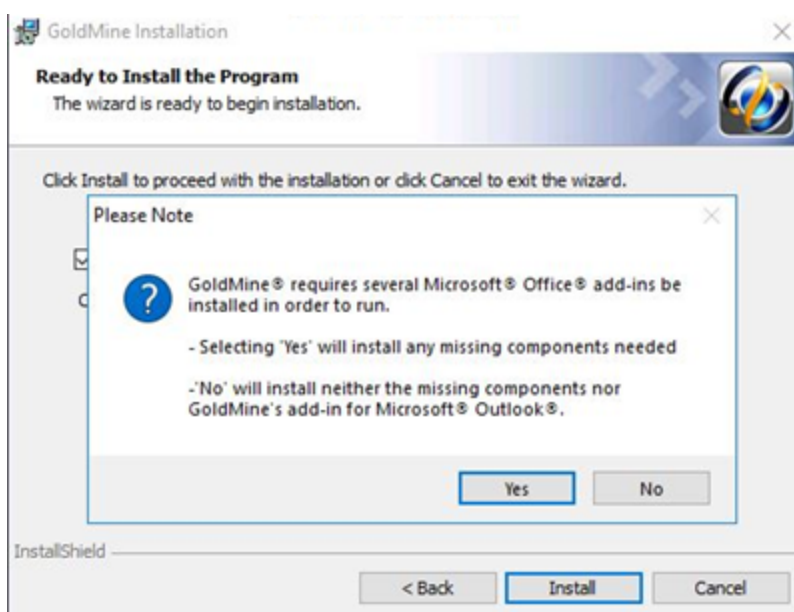 GoldMine Installation
Ready to Install the Program
The wizard is ready to begin installation.
Click Install to proceed with the installation or click Cancel to exit the wizard.
Please Note
GoldMine® requires several Microsoft® Office® add-ins be
installed in order to run.
- Selecting 'Yes' will install any missing components needed
-'No' will install neither the missing components nor
GoldMine's add-in for Microsoft® Outlook®.
Yes
No
InstallShield
< Back
Install
Cancel